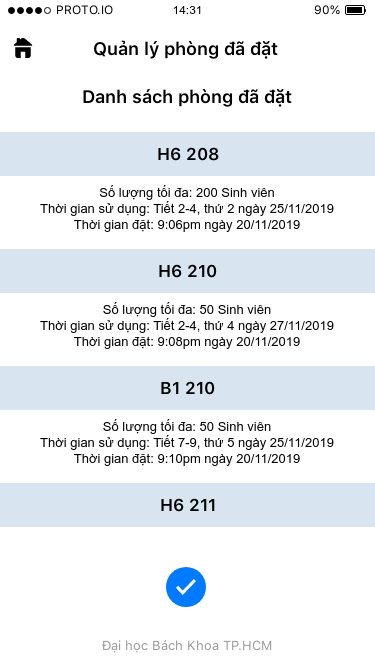 PROTO.IO 14:31 90%
Quản lý phòng đã đặt
Danh sách phòng đã đặt
H6 208
Số lượng tối đa: 200 Sinh viên
Thời gian sử dụng: Tiết 2-4, thứ 2 ngày 25/11/2019
Thời gian đặt: 9:06pm ngày 20/11/2019
H6 210
Số lượng tối đa: 50 Sinh viên
Thời gian sử dụng: Tiết 2-4, thứ 4 ngày 27/11/2019
Thời gian đặt: 9:08pm ngày 20/11/2019
B1 210
Số lượng tối đa: 50 Sinh viên
Thời gian sử dụng: Tiết 7-9, thứ 5 ngày 25/11/2019
Thời gian đặt: 9:10pm ngày 20/11/2019
H6 211
Đại học Bách Khoa TP.HCM